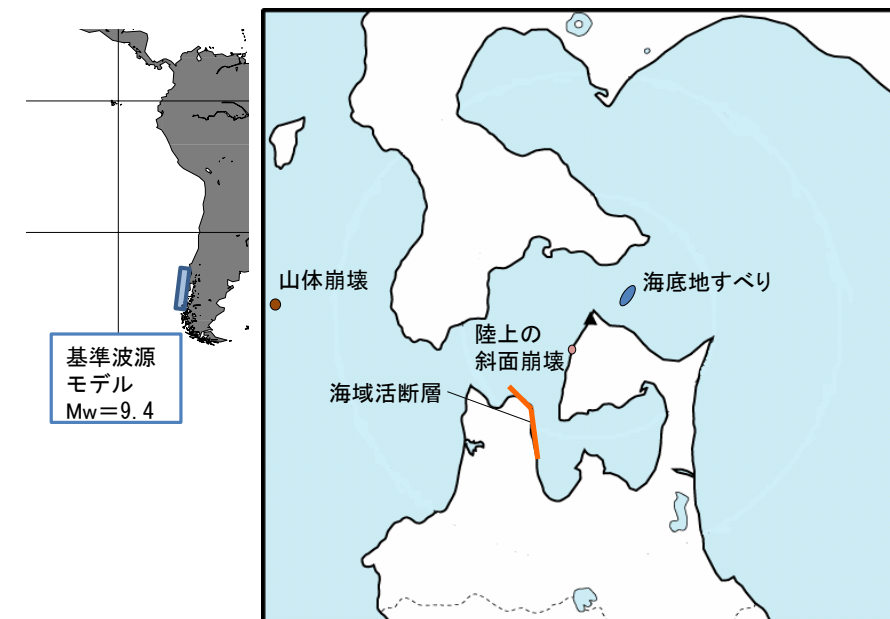 山体崩壊
海底地すべり
陸上の
斜面崩壊
海域活断層
基準波源
モデル
Mw＝9.4